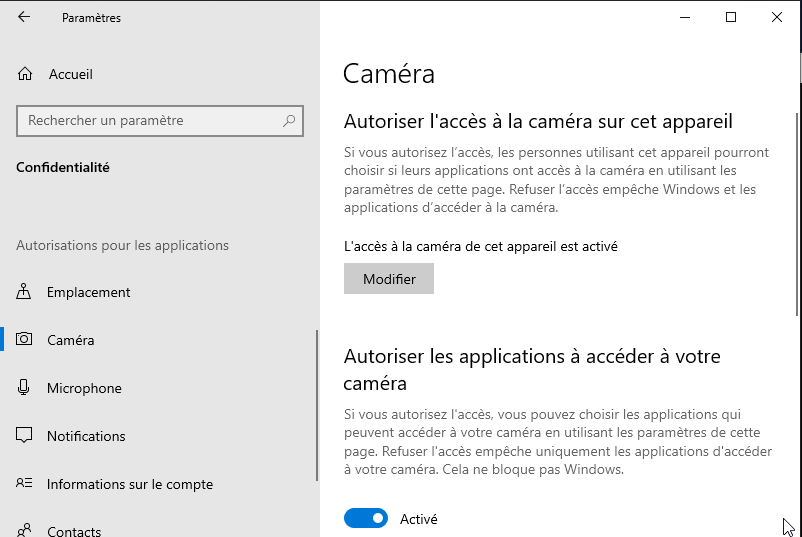 Paramètres
Accueil
Rechercher un paramètre
Confidentialité
Autorisations pour les applications
Emplacement
Caméra
Microphone
Notifications
Informations sur le compte
Contacts
Caméra
Autoriser l'accès à la caméra sur cet appareil
Si vous autorisez l’accès, les personnes utilisant cet appareil pourront
choisir si leurs applications ont accès à la caméra en utilisant les
paramètres de cette page. Refuser l’accès empêche Windows et les
applications d’accéder à la caméra.
L'accès à la caméra de cet appareil est activé
Modifier
Autoriser les applications à accéder à votre
caméra
Si vous autorisez l'accès, vous pouvez choisir les applications qui
peuvent accéder à votre caméra en utilisant les paramètres de cette
page. Refuser l'accès empêche uniquement les applications d'accéder
à votre caméra. Cela ne bloque pas Windows.
Activé